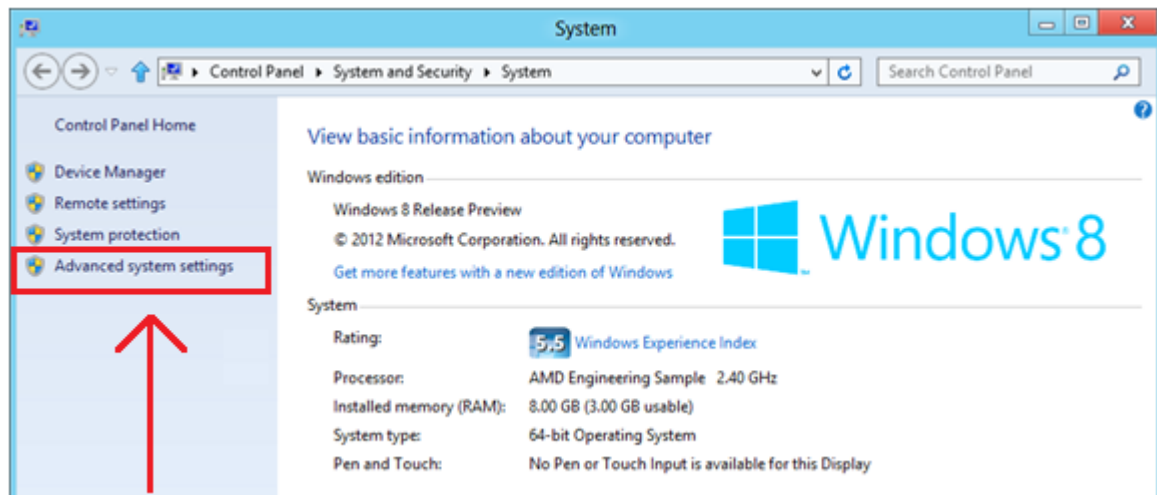 System
Control Panel ▸ System and Security ▸ System
Search Control Panel
Control Panel Home
Device Manager
Remote settings
System protection
Advanced system settings
View basic information about your computer
Windows edition
Windows 8 Release Preview
© 2012 Microsoft Corporation. All rights reserved.
Get more features with a new edition of Windows
Windows 8
System
Rating: 5,5 Windows Experience Index
Processor: AMD Engineering Sample 2.40 GHz
Installed memory (RAM): 8.00 GB (3.00 GB usable)
System type: 64-bit Operating System
Pen and Touch: No Pen or Touch Input is available for this Display